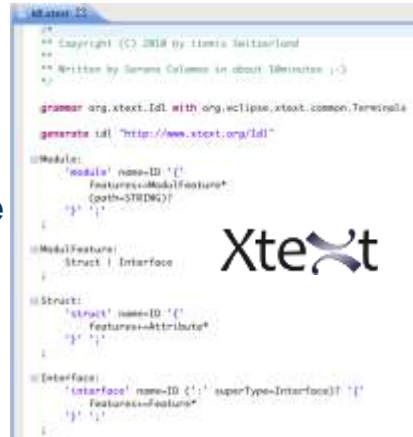 Idl.xtext
/*
** Copyright (C) 2010 by itemis Switzerland
**
** Written by Serano Colameo in about 10minutes ;-)
*/
grammar org.xtext.Idl with org.eclipse.xtext.common.Terminals
generate idl "http://www.xtext.org/Idl"
Module:
'module' name=ID '{'
features+=ModulFeature*
(path=STRING)?
'}' ';'
;
e
ModulFeature:
Struct | Interface
;
Xtext
Struct:
'struct' name=ID '{'
features+=Attribute*
'}' ';'
;
Interface:
'interface' name=ID (':' superType=Interface)? '{'
features+=Feature*
'}' ';'
;